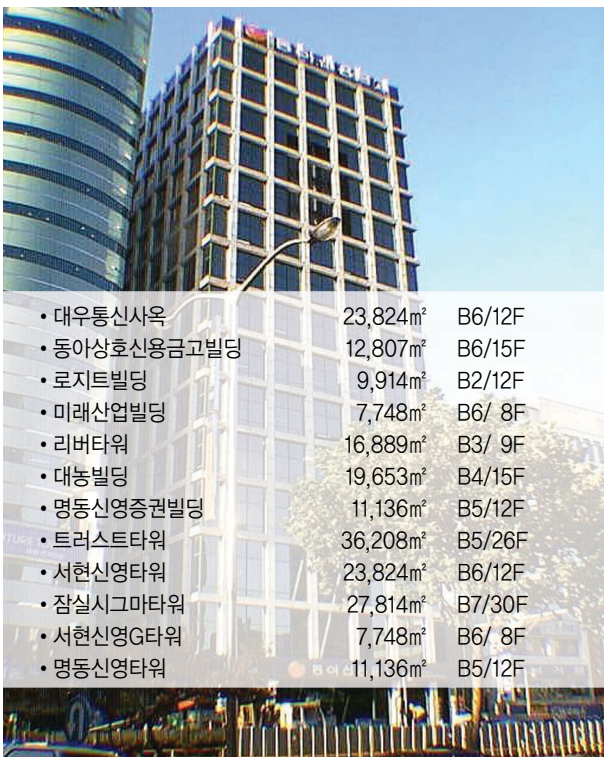 • 대우통신사옥 23,824㎡ B6/12F
• 동아상호신용금고빌딩 12,807㎡ B6/15F
• 로지트빌딩 9,914㎡ B2/12F
• 미래산업빌딩 7,748㎡ B6/ 8F
• 리버타워 16,889㎡ B3/ 9F
• 대농빌딩 19,653㎡ B4/15F
• 명동신영증권빌딩 11,136㎡ B5/12F
• 트러스트타워 36,208㎡ B5/26F
• 서현신영타워 23,824㎡ B6/12F
• 잠실시그마타워 27,814㎡ B7/30F
• 서현신영G타워 7,748㎡ B6/ 8F
• 명동신영타워 11,136㎡ B5/12F